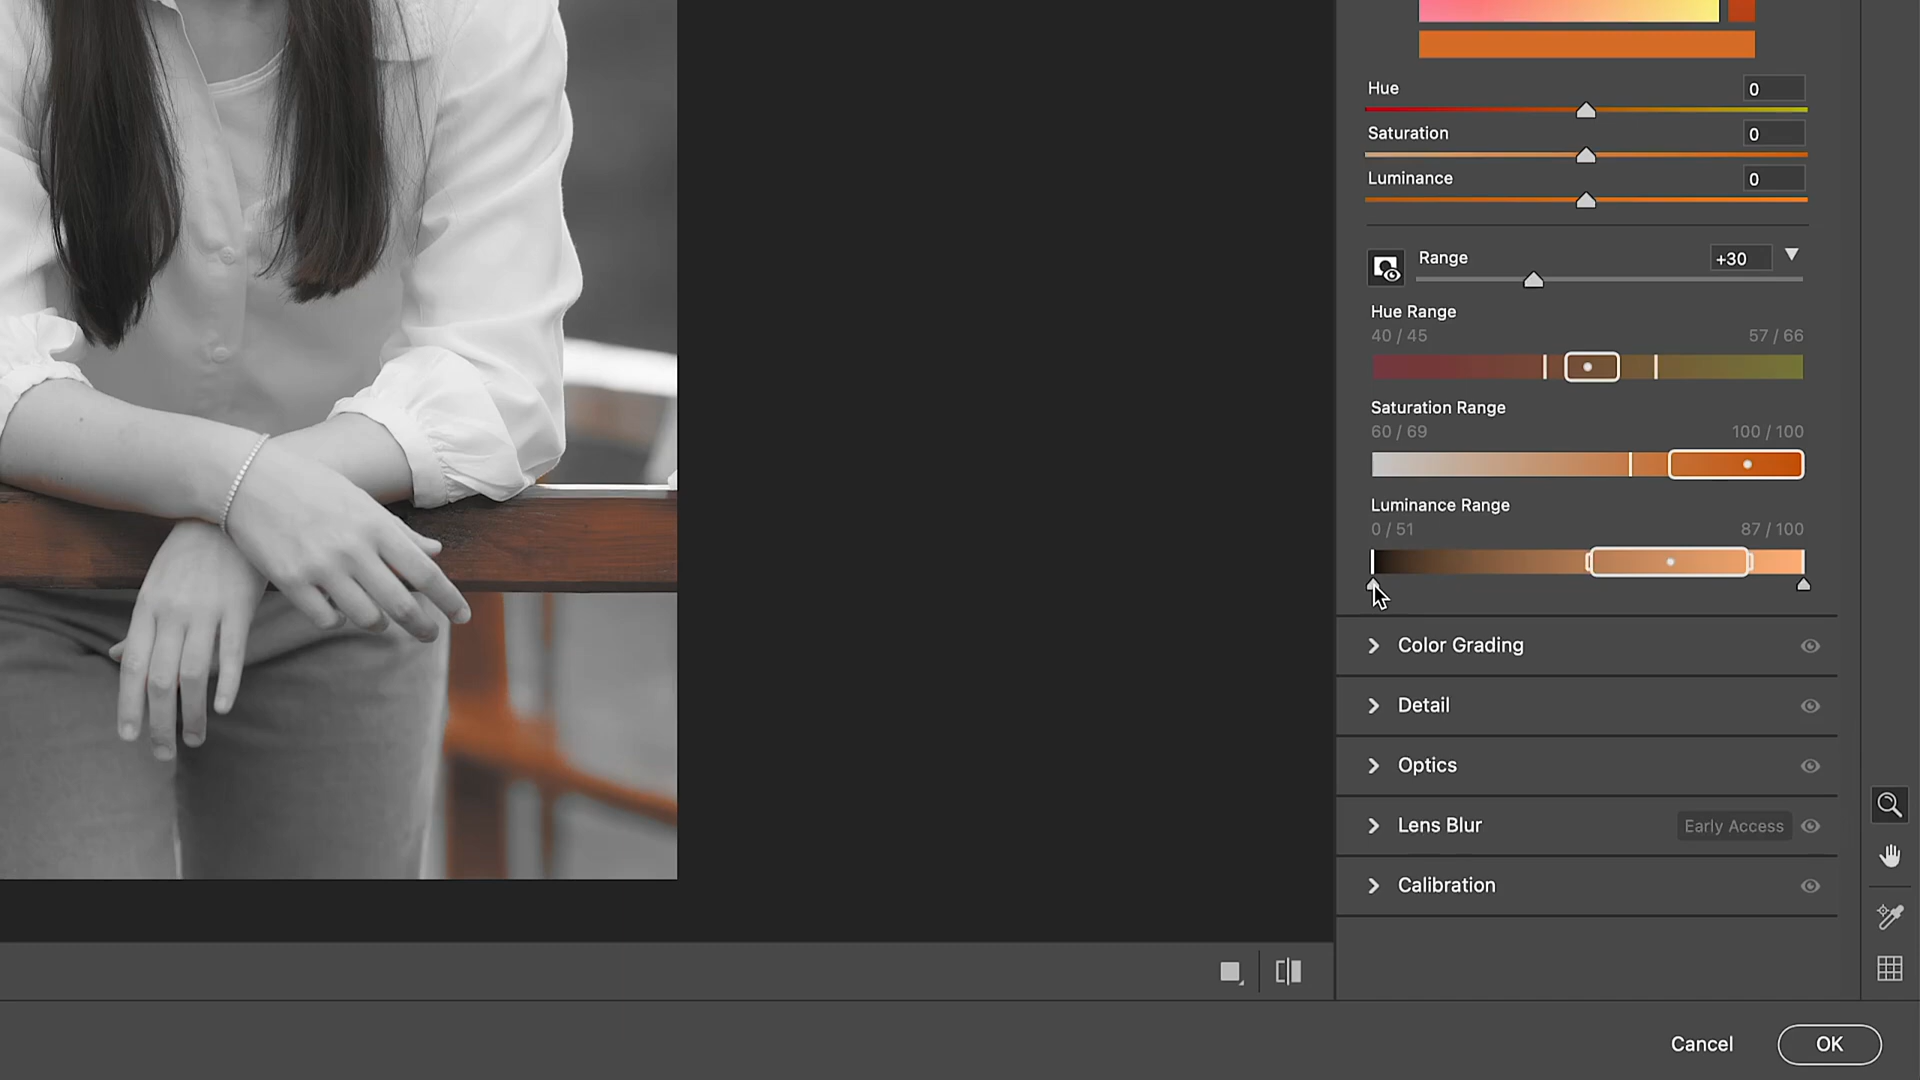 Hue 0
Saturation 0
Luminance 0
Range +30
Hue Range
40 / 45 57 / 66
Saturation Range
60 / 69 100 / 100
Luminance Range
0 / 51 87 / 100
Color Grading
Detail
Optics
Lens Blur Early Access
Calibration
Cancel OK